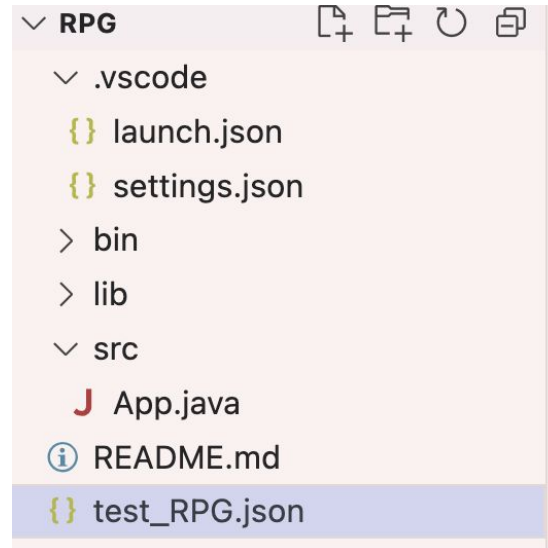 RPG
.vscode
{} launch.json
{} settings.json
bin
lib
src
J App.java
README.md
{} test_RPG.json